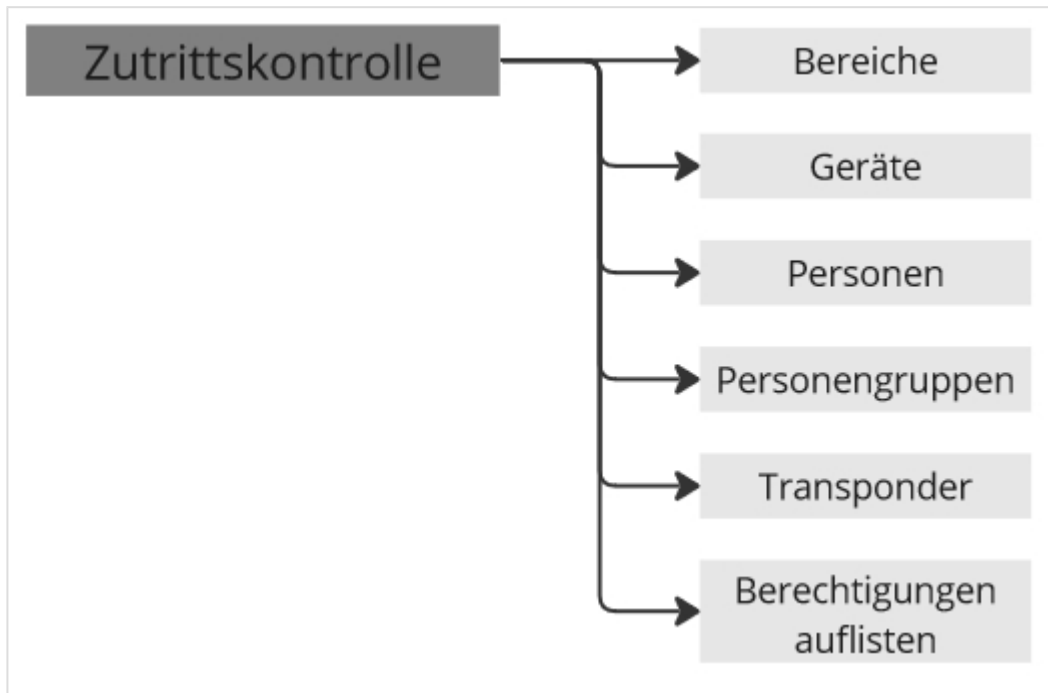 Zutrittskontrolle
Bereiche
Geräte
Personen
Personengruppen
Transponder
Berechtigungen
auflisten